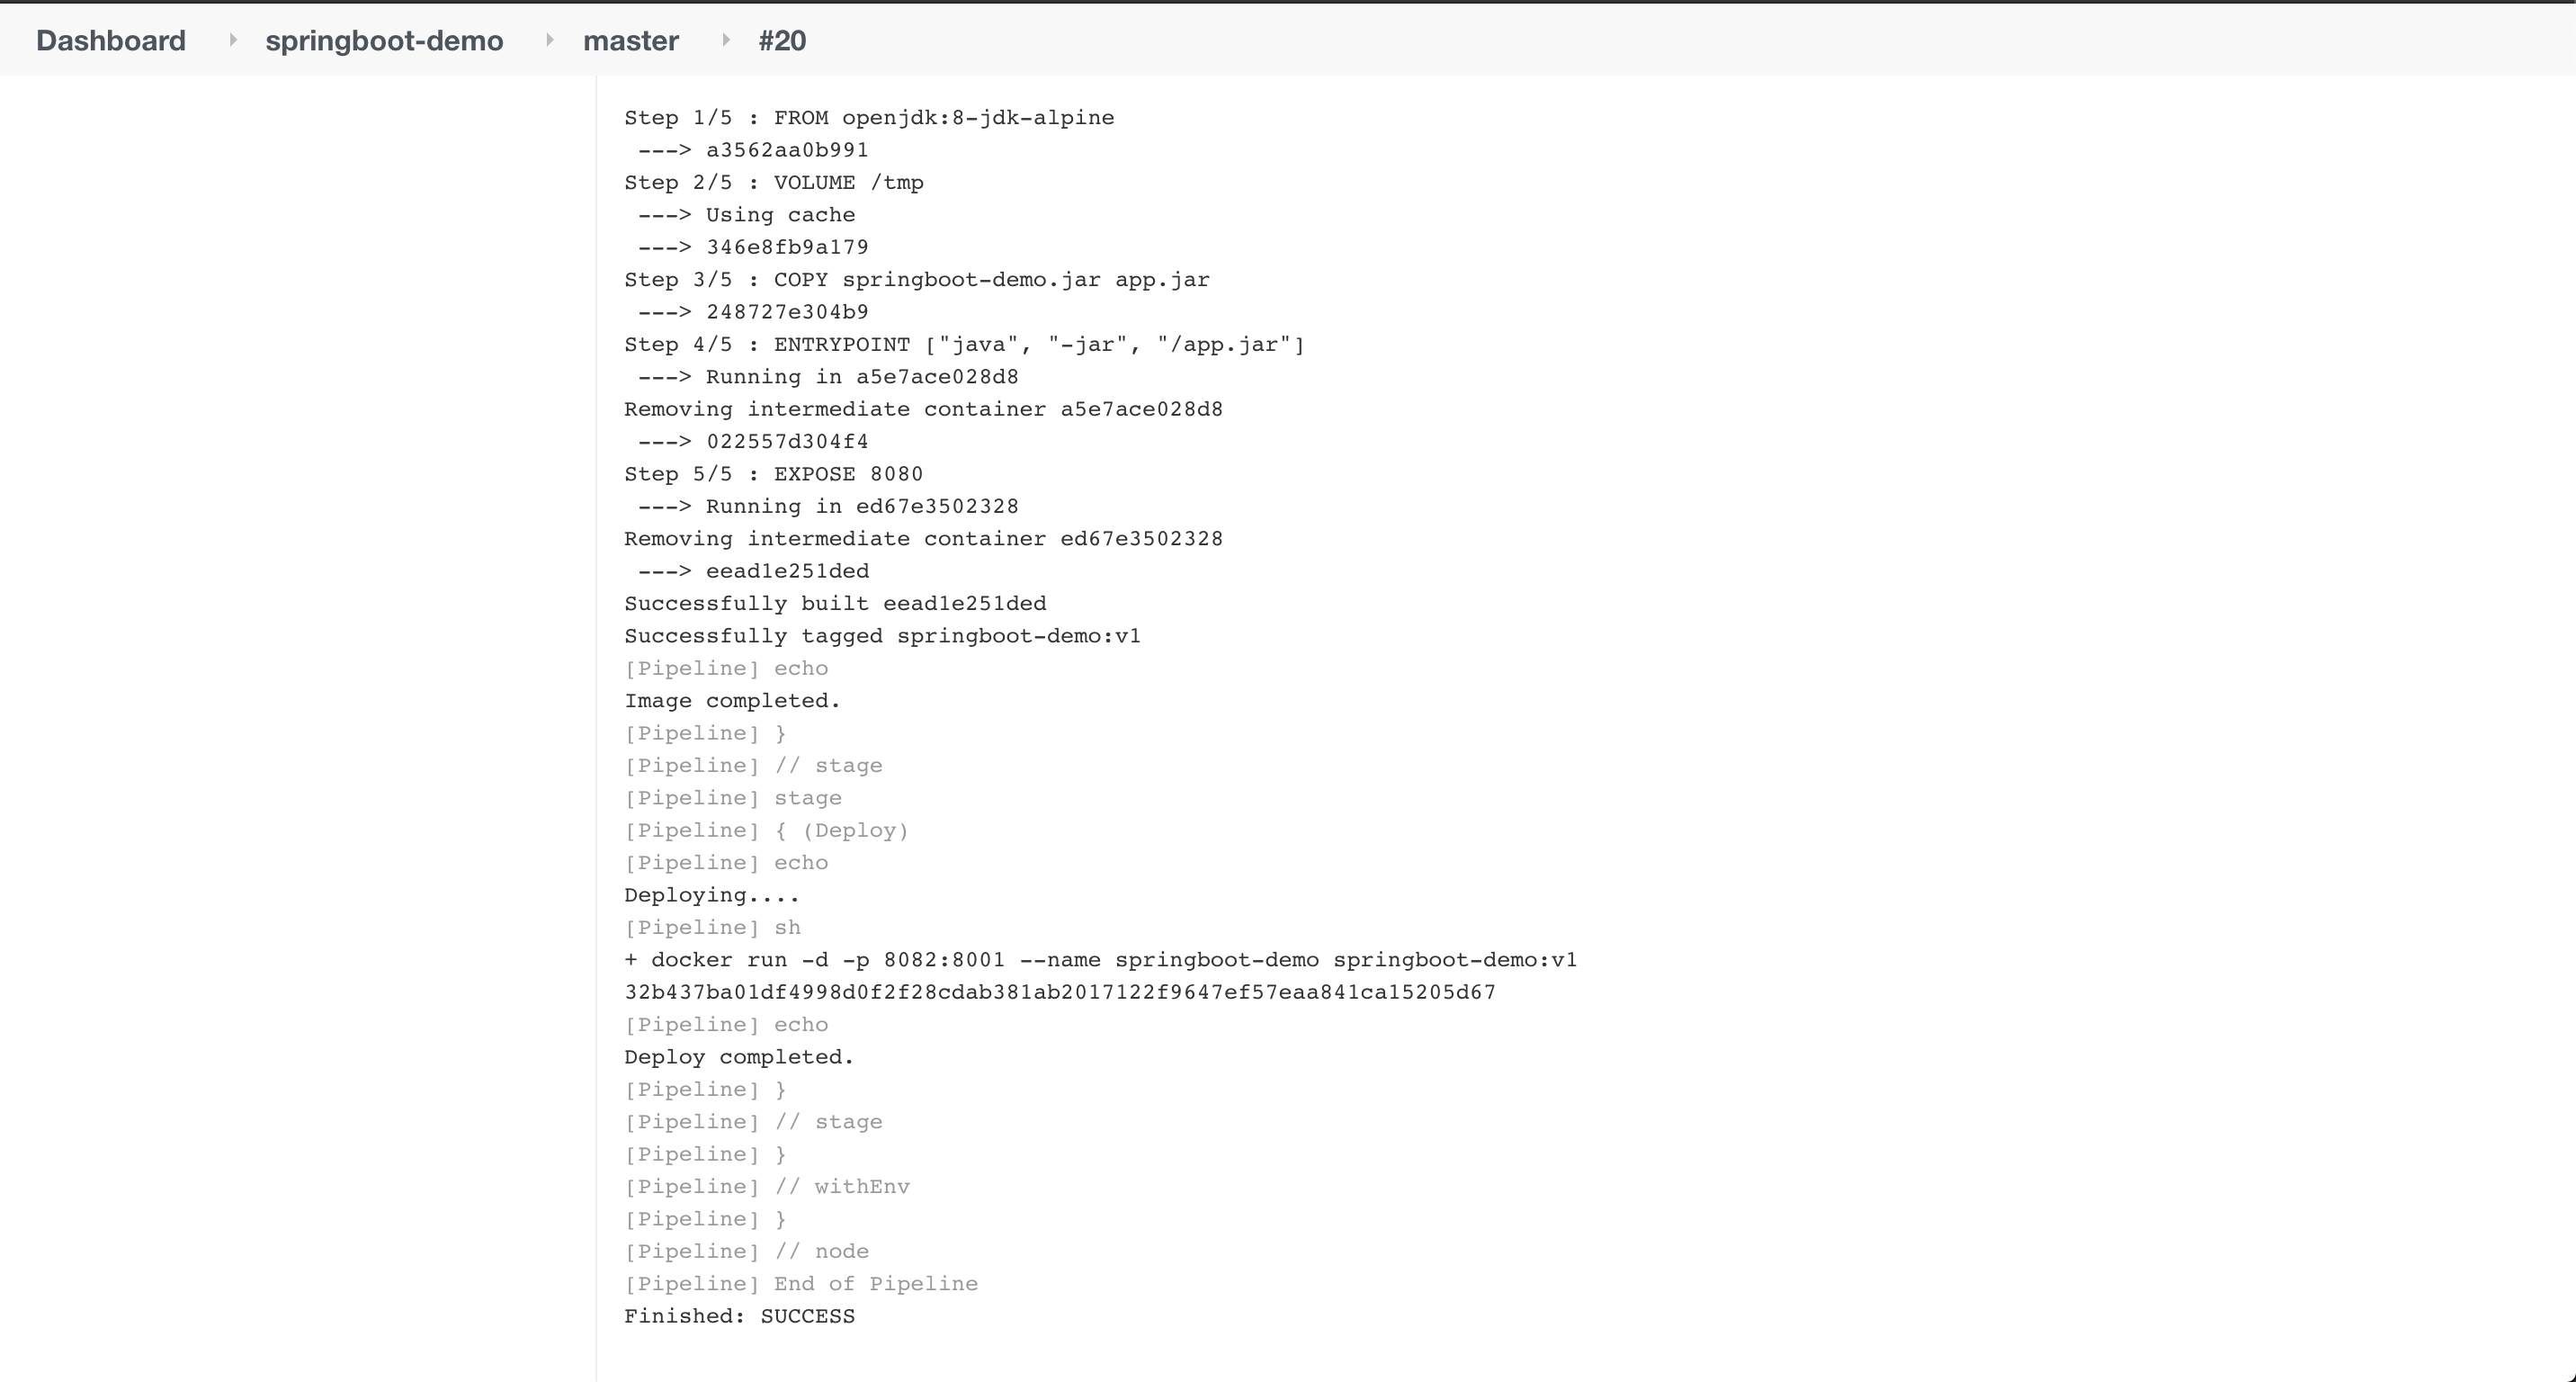 Dashboard springboot-demo master #20
Step 1/5 : FROM openjdk:8-jdk-alpine
 ---> a3562aa0b991
Step 2/5 : VOLUME /tmp
 ---> Using cache
 ---> 346e8fb9a179
Step 3/5 : COPY springboot-demo.jar app.jar
 ---> 248727e304b9
Step 4/5 : ENTRYPOINT ["java", "-jar", "/app.jar"]
 ---> Running in a5e7ace028d8
Removing intermediate container a5e7ace028d8
 ---> 022557d304f4
Step 5/5 : EXPOSE 8080
 ---> Running in ed67e3502328
Removing intermediate container ed67e3502328
 ---> eead1e251ded
Successfully built eead1e251ded
Successfully tagged springboot-demo:v1
[Pipeline] echo
Image completed.
[Pipeline] }
[Pipeline] // stage
[Pipeline] stage
[Pipeline] { (Deploy)
[Pipeline] echo
Deploying....
[Pipeline] sh
+ docker run -d -p 8082:8001 --name springboot-demo springboot-demo:v1
32b437ba01df4998d0f2f28cdab381ab2017122f9647ef57eaa841ca15205d67
[Pipeline] echo
Deploy completed.
[Pipeline] }
[Pipeline] // stage
[Pipeline] }
[Pipeline] // withEnv
[Pipeline] }
[Pipeline] // node
[Pipeline] End of Pipeline
Finished: SUCCESS